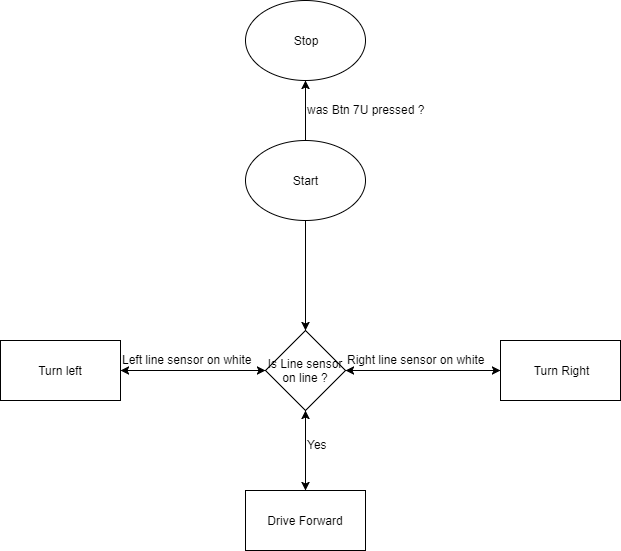 Stop
was Btn 7U pressed ?
Start
Left line sensor on white
Is Line sensor
on line ?
Right line sensor on white
Turn left
Turn Right
Yes
Drive Forward